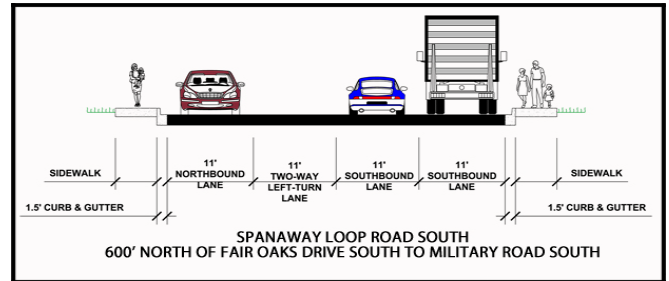 SIDEWALK
11'
NORTHBOUND
LANE
11'
TWO-WAY
LEFT-TURN
LANE
11'
SOUTHBOUND
LANE
11'
SOUTHBOUND
LANE
SIDEWALK
1.5' CURB & GUTTER
1.5' CURB & GUTTER
SPANAWAY LOOP ROAD SOUTH
600' NORTH OF FAIR OAKS DRIVE SOUTH TO MILITARY ROAD SOUTH